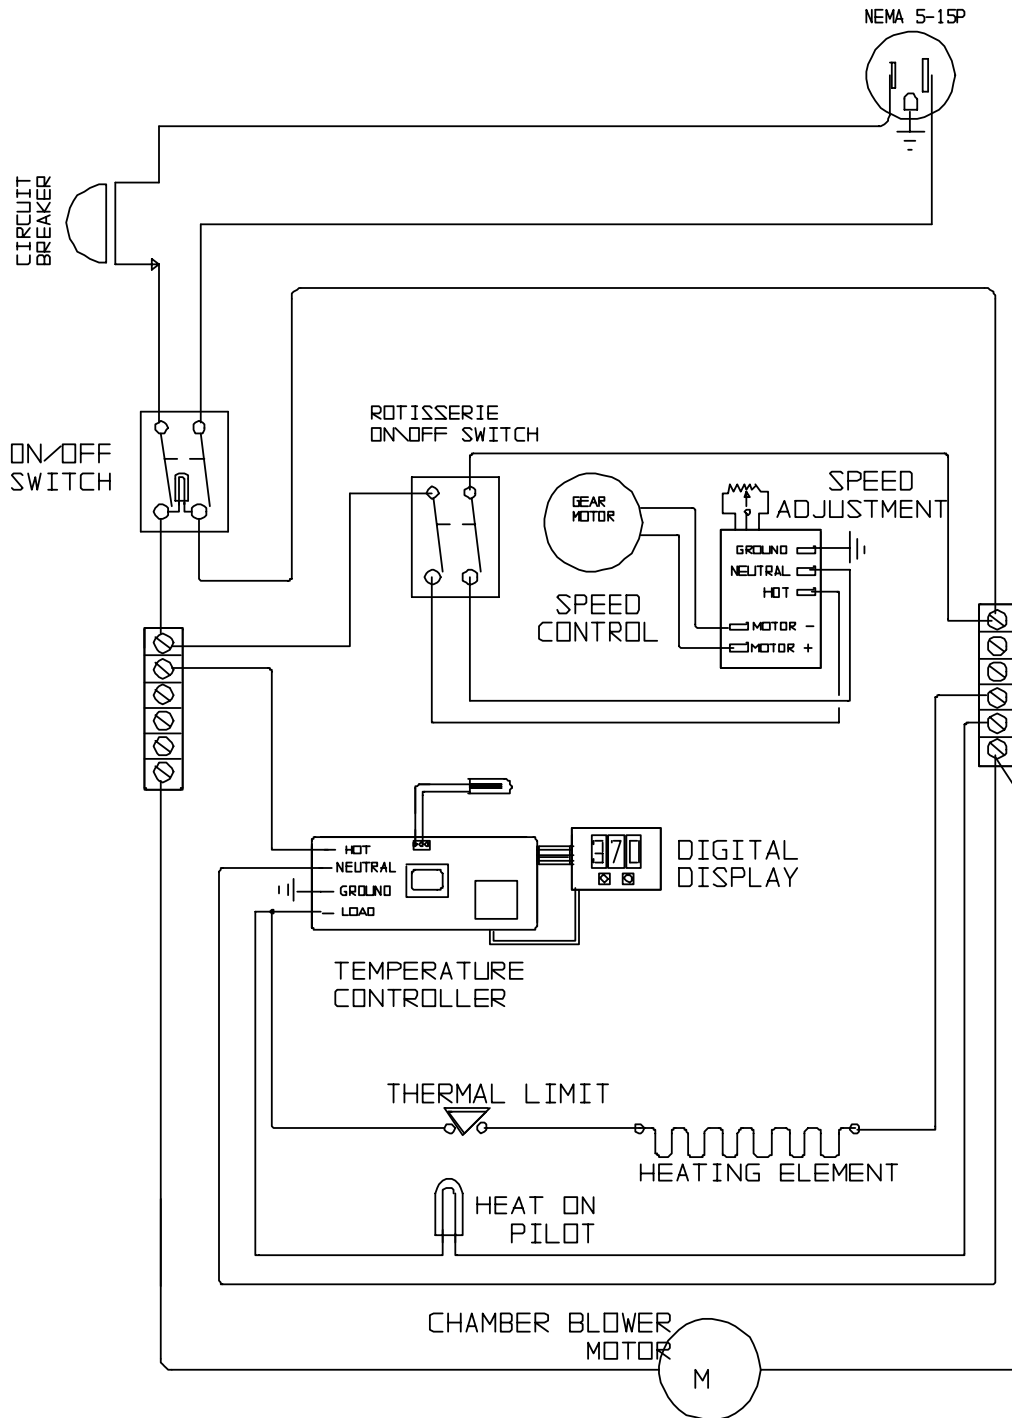 NEMA 5-15P
CIRCUIT
BREAKER
ROTISSERIE
ON\OFF SWITCH
ON/OFF
SWITCH
SPEED
ADJUSTMENT
GEAR
MOTOR
GROUND
NEUTRAL
HOT
MOTOR -
MOTOR +
SPEED
CONTROL
HOT
NEUTRAL
GROUND
LOAD
370
DIGITAL
DISPLAY
TEMPERATURE
CONTROLLER
THERMAL LIMIT
HEATING ELEMENT
HEAT ON
PILOT
CHAMBER BLOWER
MOTOR
M